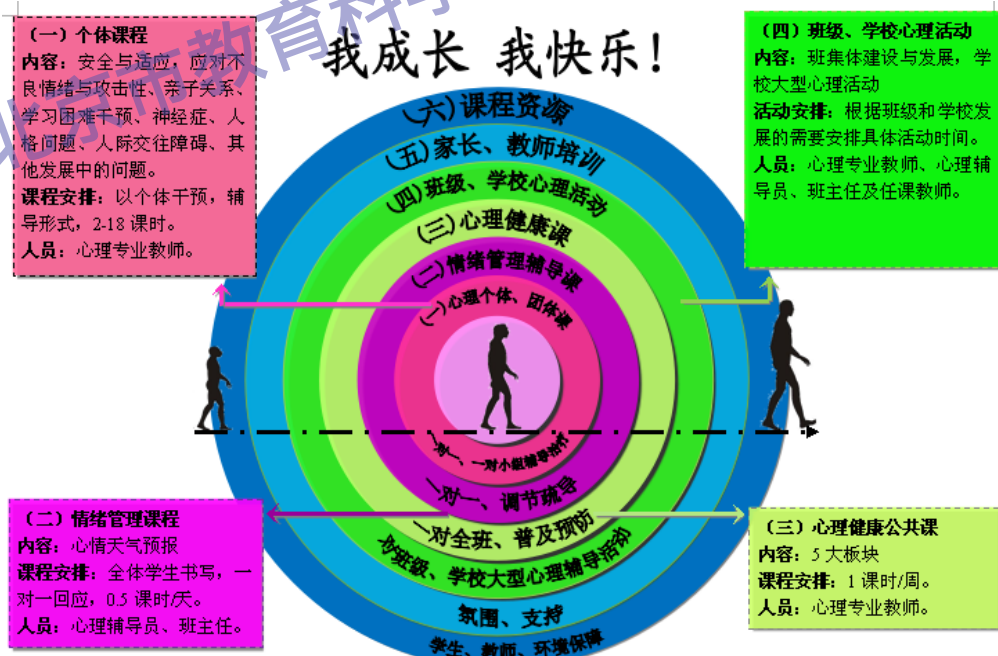 北京市教育科学
我成长 我快乐！
（一）个体课程
内容：安全与适应，应对不
良情绪与攻击性、亲子关系、
学习困难干预、神经症、人
格问题、人际交往障碍、其
他发展中的问题。
课程安排：以个体干预，辅
导形式，2-18 课时。
人员：心理专业教师。
（四）班级、学校心理活动
内容：班集体建设与发展，学
校大型心理活动
活动安排：根据班级和学校发
展的需要安排具体活动时间。
人员：心理专业教师、心理辅
导员、班主任及任课教师。
（六）课程资源
（五）家长、教师培训
（四）班级、学校心理活动
（三）心理健康课
（二）情绪管理辅导课
（一）心理个体、团体课
一对一、一对小组辅导治疗
一对一、调节疏导
一对全班、普及预防
对班级、学校大型心理辅导活动
氛围、支持
学生、教师、环境保障
（二）情绪管理课程
内容：心情天气预报
课程安排：全体学生书写，一
对一回应，0.5 课时/天。
人员：心理辅导员、班主任。
（三）心理健康公共课
内容：5 大板块
课程安排：1 课时/周。
人员：心理专业教师。